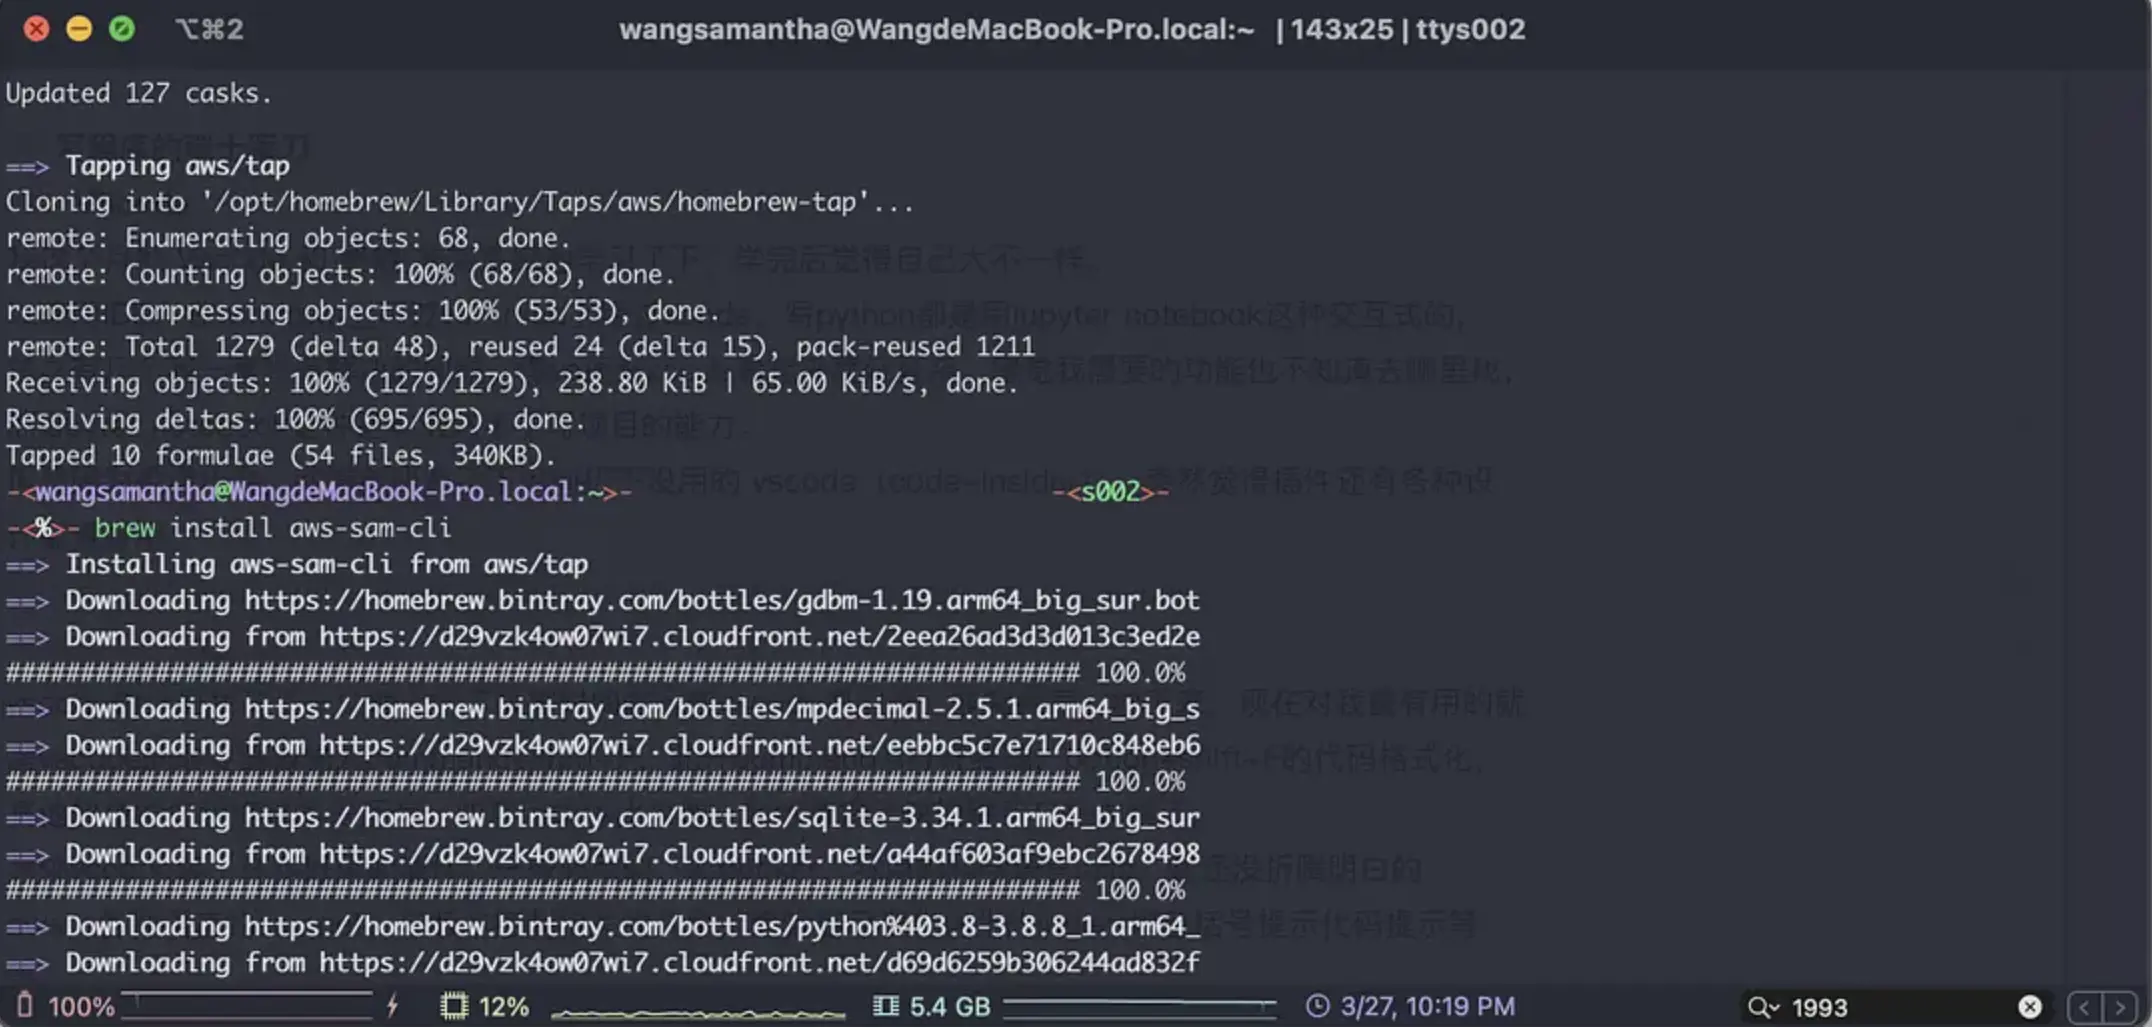 ⌥⌘2
wangsamantha@WangdeMacBook-Pro.local:~ | 143x25 | ttys002
Updated 127 casks.
==> Tapping aws/tap
Cloning into '/opt/homebrew/Library/Taps/aws/homebrew-tap'...
remote: Enumerating objects: 68, done.
remote: Counting objects: 100% (68/68), done.
remote: Compressing objects: 100% (53/53), done.
remote: Total 1279 (delta 48), reused 24 (delta 15), pack-reused 1211
Receiving objects: 100% (1279/1279), 238.80 KiB | 65.00 KiB/s, done.
Resolving deltas: 100% (695/695), done.
Tapped 10 formulae (54 files, 340KB).
-<wangsamantha@WangdeMacBook-Pro.local:~>- -<s002>-
-<%>- brew install aws-sam-cli
==> Installing aws-sam-cli from aws/tap
==> Downloading https://homebrew.bintray.com/bottles/gdbm-1.19.arm64_big_sur.bot
==> Downloading from https://d29vzk4ow07wi7.cloudfront.net/2eea26ad3d3d013c3ed2e
######################################################################## 100.0%
==> Downloading https://homebrew.bintray.com/bottles/mpdecimal-2.5.1.arm64_big_s
==> Downloading from https://d29vzk4ow07wi7.cloudfront.net/eebbc5c7e71710c848eb6
######################################################################## 100.0%
==> Downloading https://homebrew.bintray.com/bottles/sqlite-3.34.1.arm64_big_sur
==> Downloading from https://d29vzk4ow07wi7.cloudfront.net/a44af603af9ebc2678498
######################################################################## 100.0%
==> Downloading https://homebrew.bintray.com/bottles/python%403.8-3.8.8_1.arm64_
==> Downloading from https://d29vzk4ow07wi7.cloudfront.net/d69d6259b306244ad832f
100% 12% 5.4 GB 3/27, 10:19 PM 1993